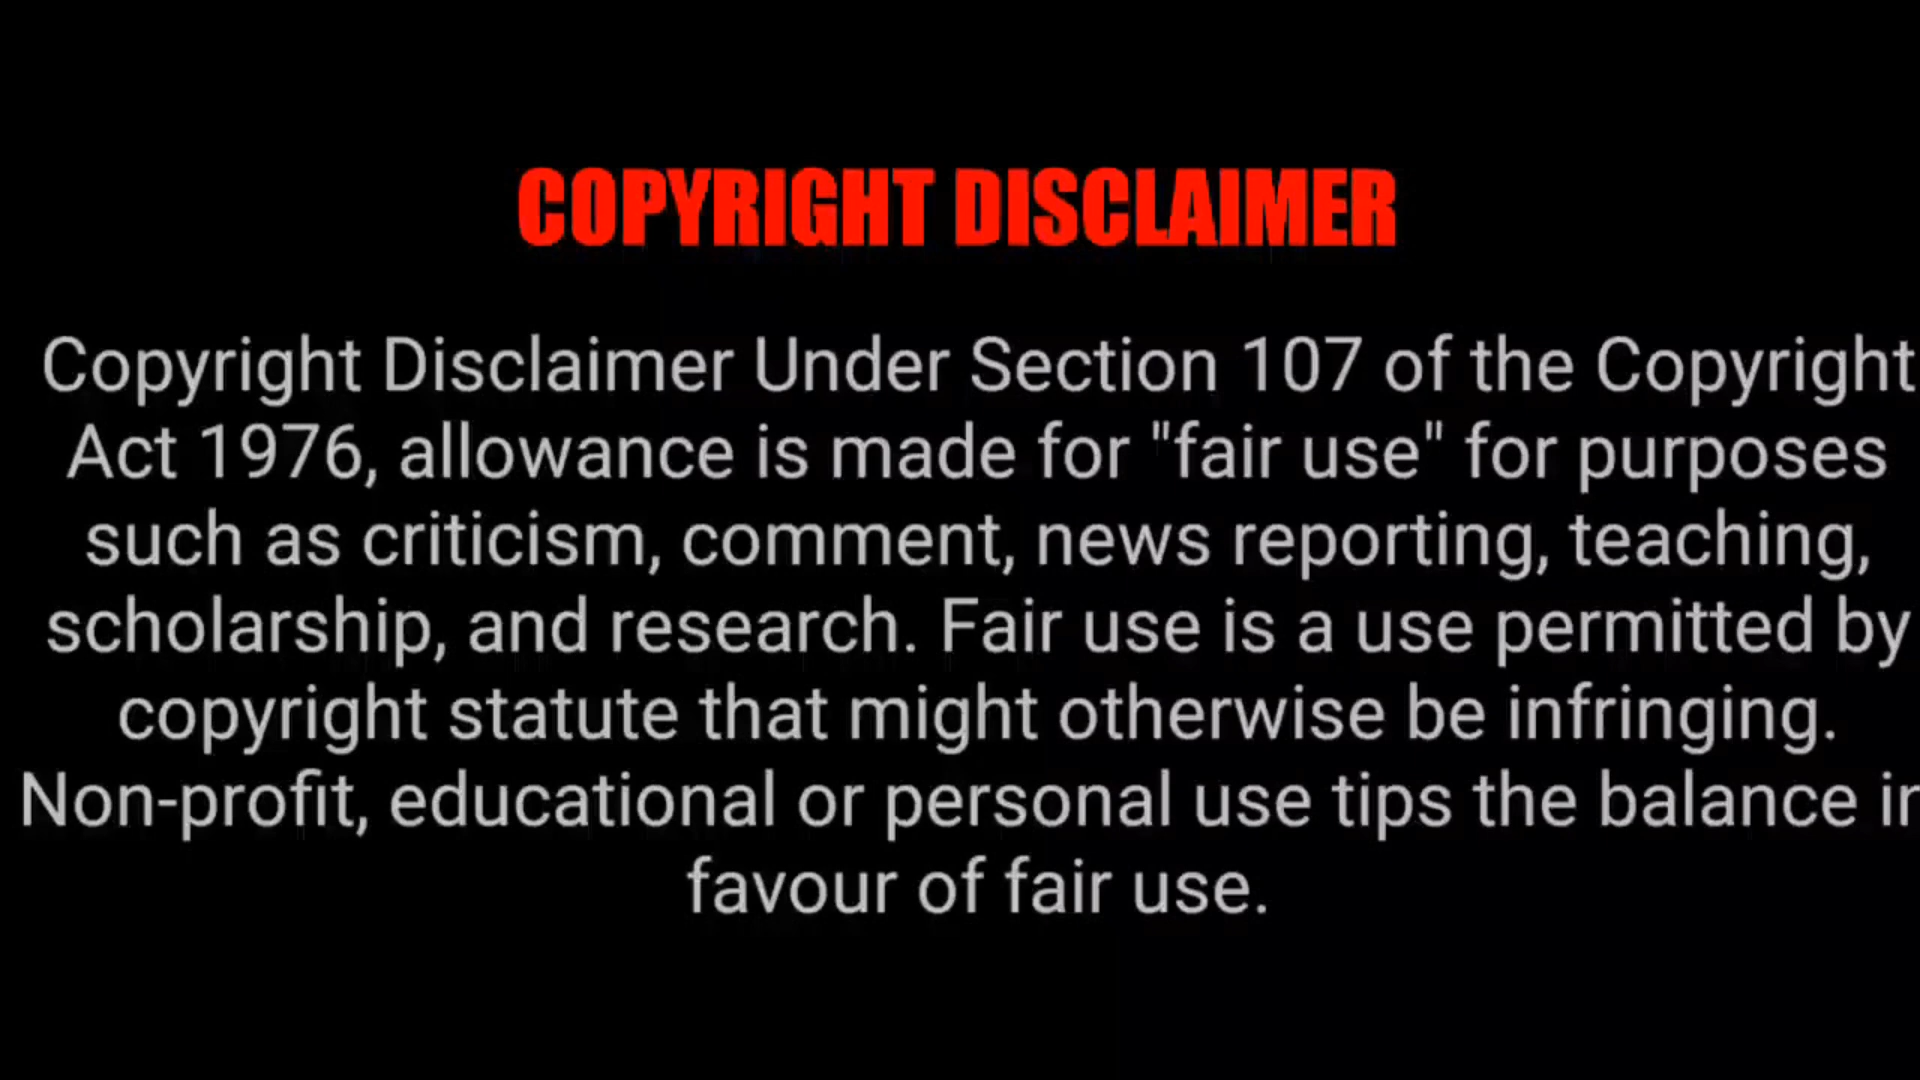 COPYRIGHT DISCLAIMER
Copyright Disclaimer Under Section 107 of the Copyright
Act 1976, allowance is made for "fair use" for purposes
such as criticism, comment, news reporting, teaching,
scholarship, and research. Fair use is a use permitted by
copyright statute that might otherwise be infringing.
Non-profit, educational or personal use tips the balance in
favour of fair use.